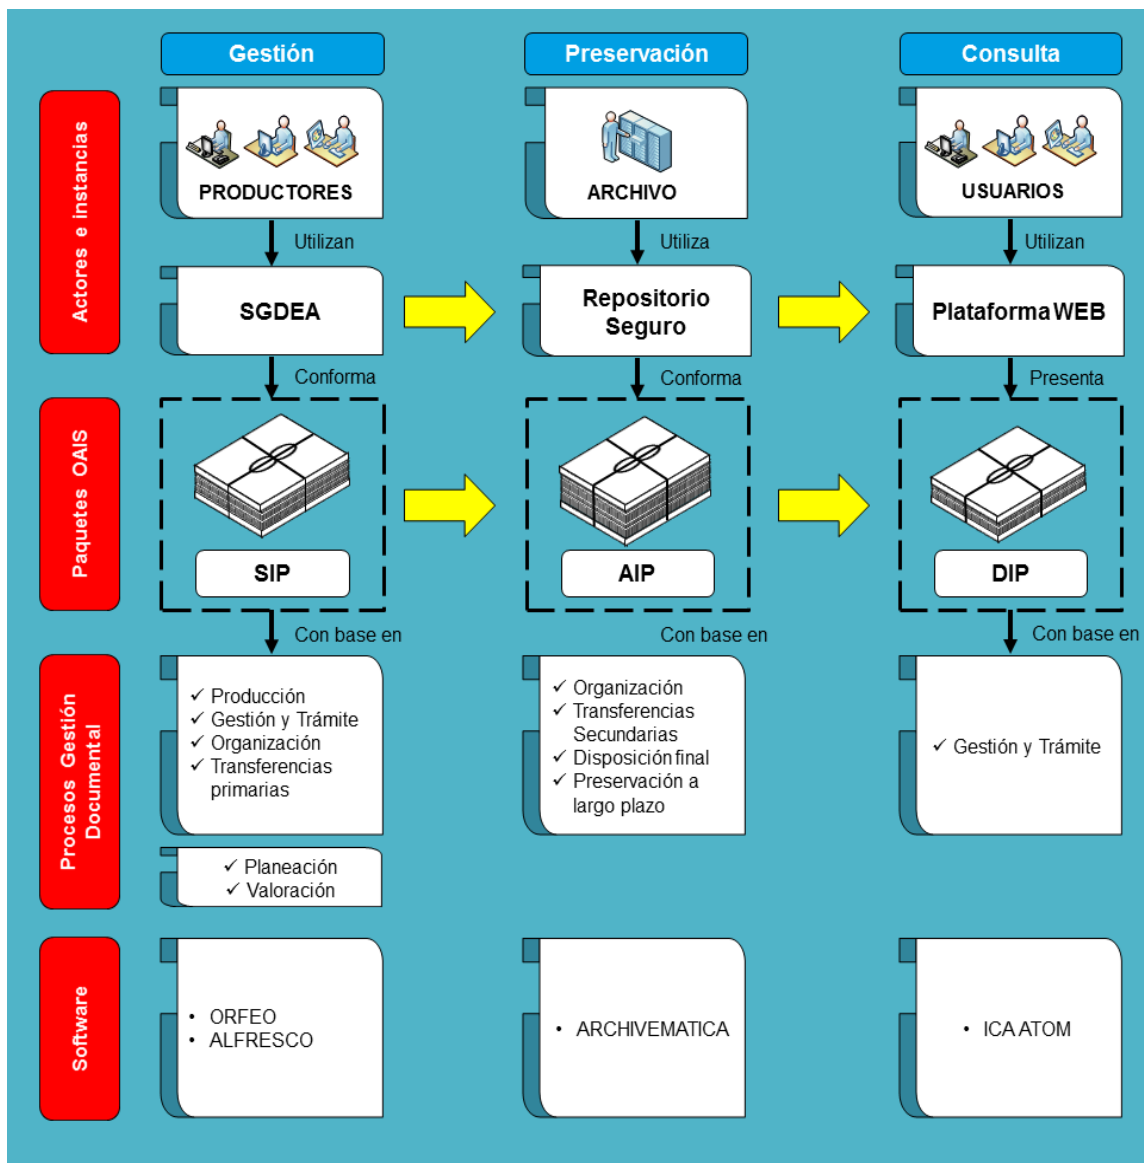 Gestión
Preservación
Consulta
Actores e instancias
PRODUCTORES
ARCHIVO
USUARIOS
Utilizan
Utiliza
Utilizan
SGDEA
Repositorio
Seguro
Plataforma WEB
Conforma
Conforma
Presenta
Paquetes OAIS
SIP
AIP
DIP
Con base en
Con base en
Con base en
Procesos Gestión
Documental
✓ Producción
✓ Gestión y Trámite
✓ Organización
✓ Transferencias
primarias
✓ Organización
✓ Transferencias
Secundarias
✓ Disposición final
✓ Preservación a
largo plazo
✓ Gestión y Trámite
✓ Planeación
✓ Valoración
Software
• ORFEO
• ALFRESCO
• ARCHIVEMATICA
• ICA ATOM